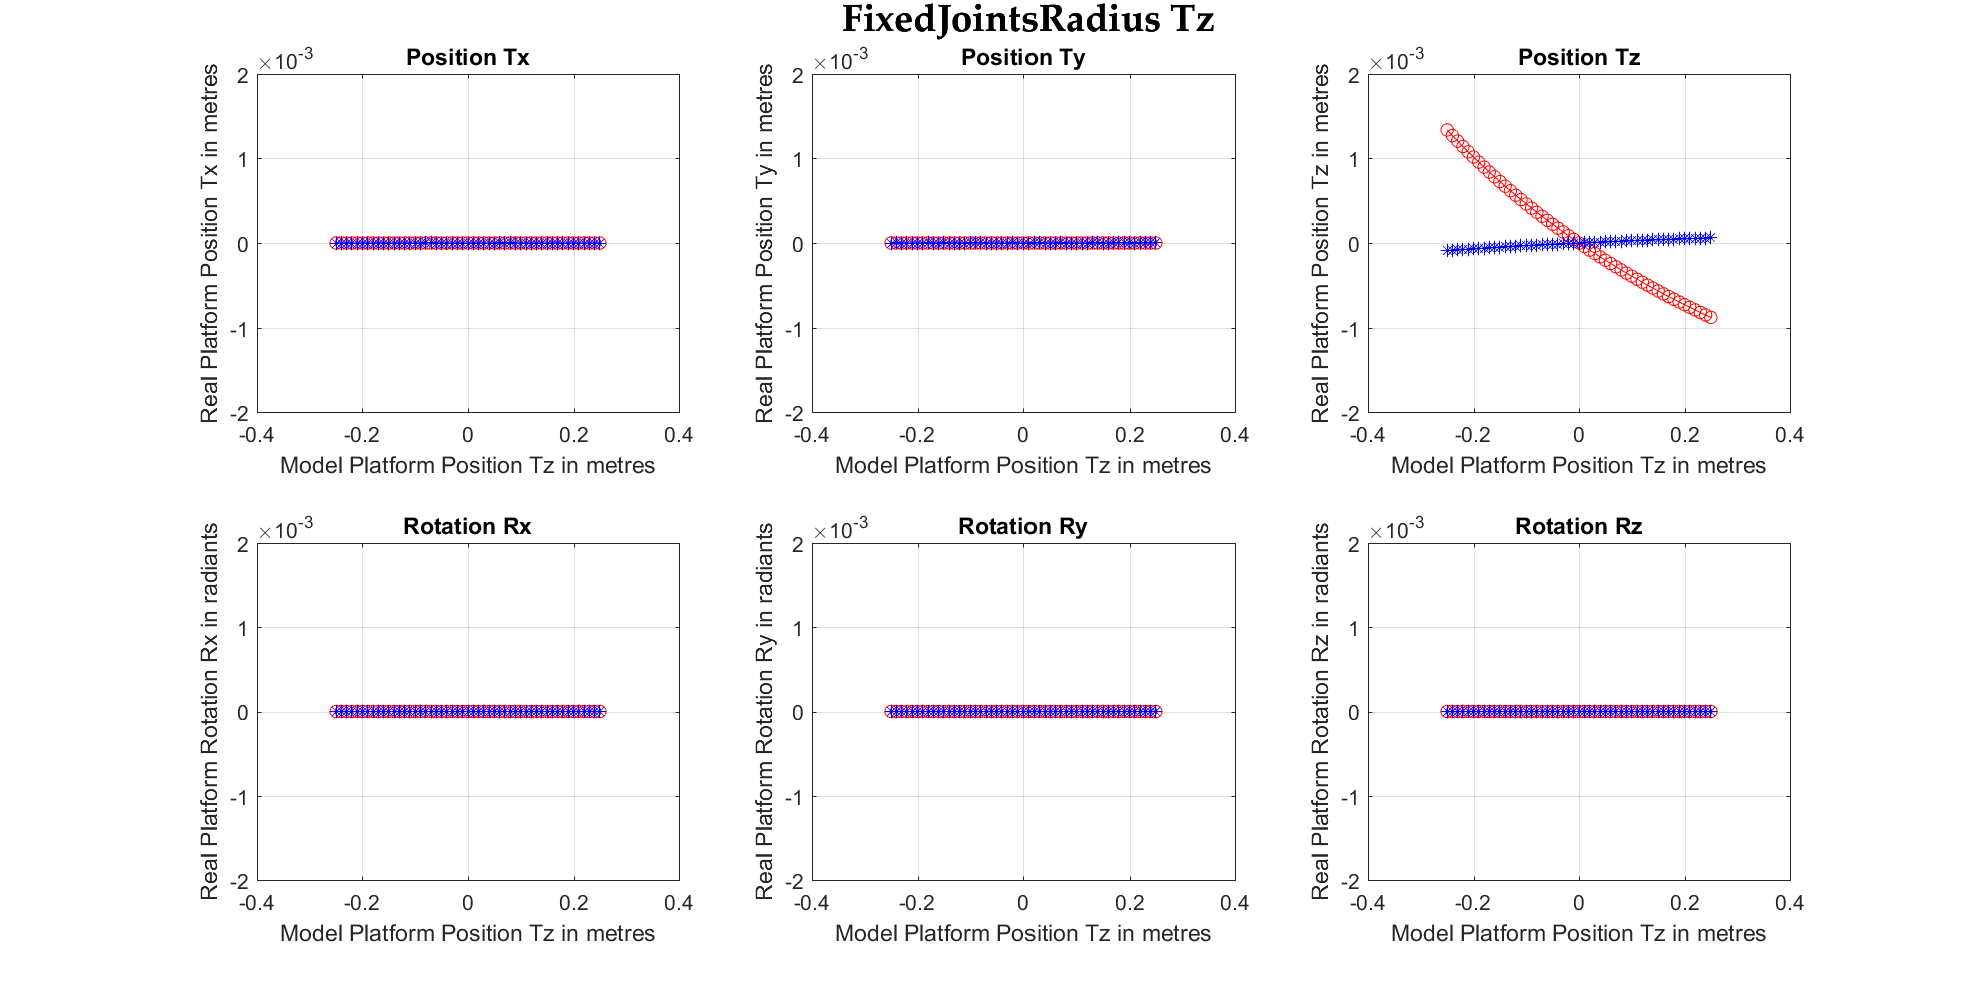 FixedJointsRadius Tz
Position Tx
×10-3
Real Platform Position Tx in metres
2
1
0
-1
-2
-0.4 -0.2 0 0.2 0.4
Model Platform Position Tz in metres
Position Ty
×10-3
Real Platform Position Ty in metres
2
1
0
-1
-2
-0.4 -0.2 0 0.2 0.4
Model Platform Position Tz in metres
Position Tz
×10-3
Real Platform Position Tz in metres
2
1
0
-1
-2
-0.4 -0.2 0 0.2 0.4
Model Platform Position Tz in metres
Rotation Rx
×10-3
Real Platform Rotation Rx in radiants
2
1
0
-1
-2
-0.4 -0.2 0 0.2 0.4
Model Platform Position Tz in metres
Rotation Ry
×10-3
Real Platform Rotation Ry in radiants
2
1
0
-1
-2
-0.4 -0.2 0 0.2 0.4
Model Platform Position Tz in metres
Rotation Rz
×10-3
Real Platform Rotation Rz in radiants
2
1
0
-1
-2
-0.4 -0.2 0 0.2 0.4
Model Platform Position Tz in metres